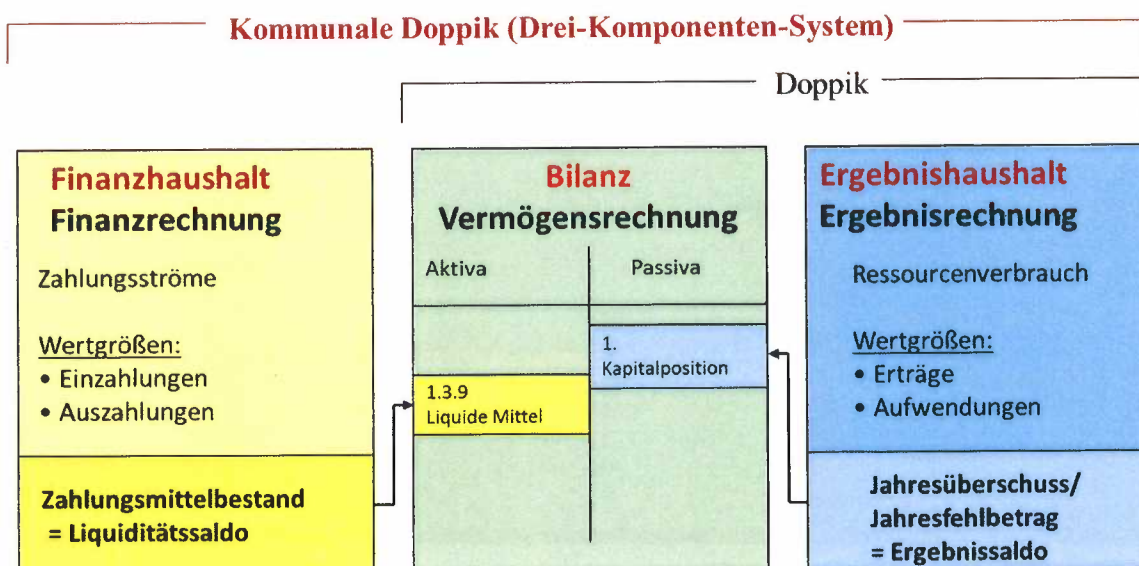 Kommunale Doppik (Drei-Komponenten-System)
Doppik
Finanzhaushalt
Finanzrechnung
Zahlungsströme
Wertgrößen:
• Einzahlungen
• Auszahlungen
Zahlungsmittelbestand
= Liquiditätssaldo
Bilanz
Vermögensrechnung
Aktiva
Passiva
1.
Kapitalposition
1.3.9
Liquide Mittel
Ergebnishaushalt
Ergebnisrechnung
Ressourcenverbrauch
Wertgrößen:
• Erträge
• Aufwendungen
Jahresüberschuss/
Jahresfehlbetrag
= Ergebnissaldo